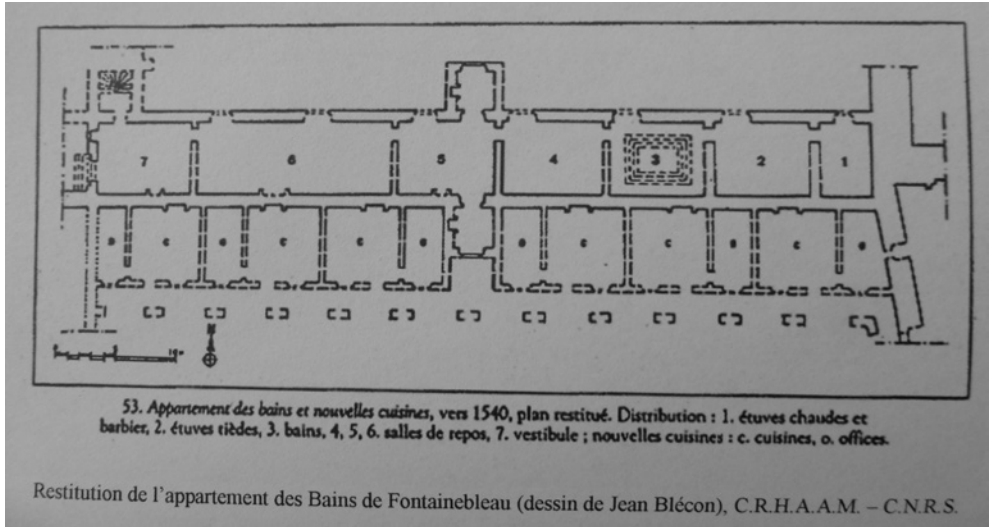 7 6 5 4 3 2 1
o c o c c o o c c o c o
53. Appartement des bains et nouvelles cuisines, vers 1540, plan restitué. Distribution : 1. étuves chaudes et
barbier, 2. étuves tièdes, 3. bains, 4, 5, 6. salles de repos, 7. vestibule ; nouvelles cuisines : c. cuisines, o. offices.
Restitution de l'appartement des Bains de Fontainebleau (dessin de Jean Blécon), C.R.H.A.A.M. – C.N.R.S.